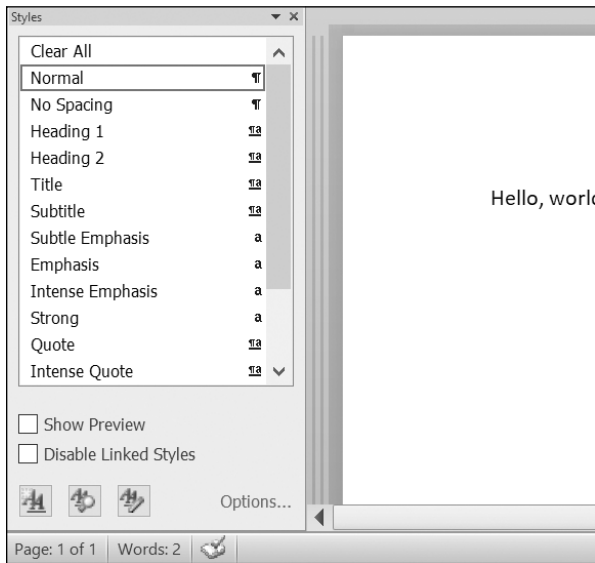 Styles
Clear All
Normal ¶
No Spacing ¶
Heading 1 ¶a
Heading 2 ¶a
Title ¶a
Subtitle ¶a
Subtle Emphasis a
Emphasis a
Intense Emphasis a
Strong a
Quote ¶a
Intense Quote ¶a
Show Preview
Disable Linked Styles
Options...
Hello, world
Page: 1 of 1 Words: 2